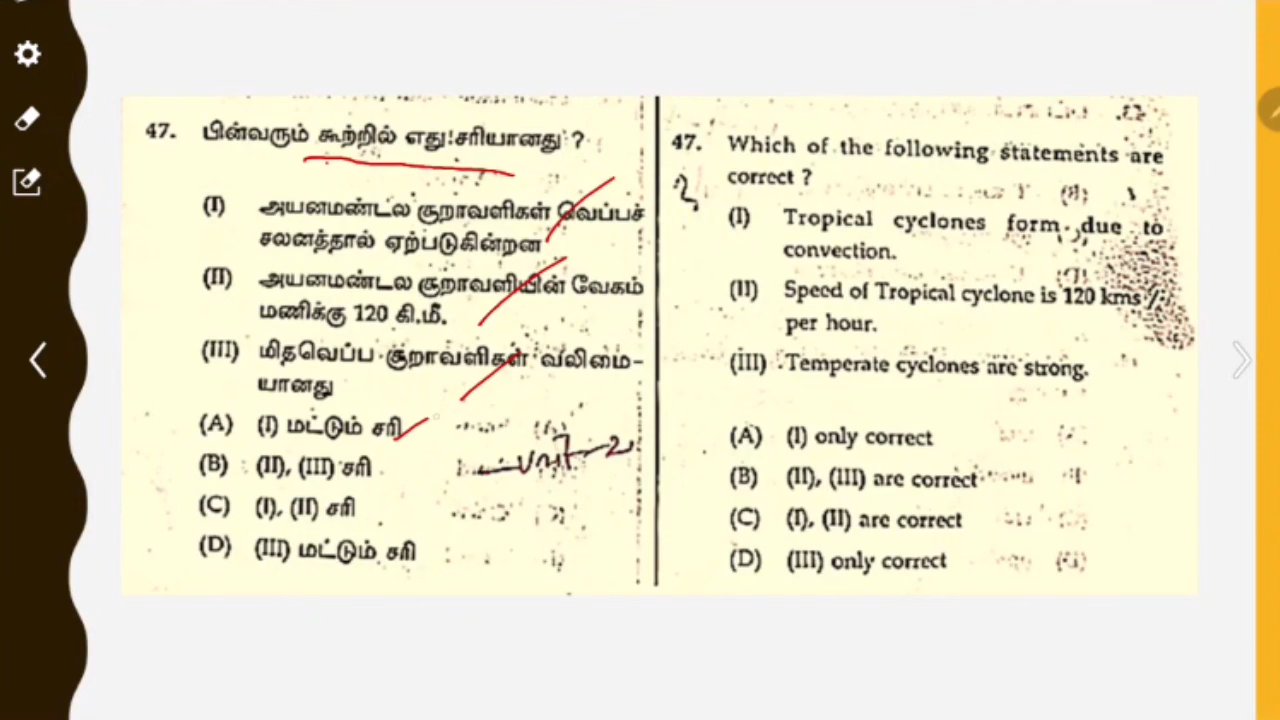 47. பின்வரும் கூற்றில் எது சரியானது ?
(I) அயனமண்டல சூறாவளிகள் வெப்பச்
சலனத்தால் ஏற்படுகின்றன
(II) அயனமண்டல சூறாவளியின் வேகம்
மணிக்கு 120 கி.மீ.
(III) மிதவெப்ப சூறாவளிகள் வலிமை-
யானது
(A) (I) மட்டும் சரி
(B) (II), (III) சரி
(C) (I), (II) சரி
(D) (III) மட்டும் சரி
47. Which of the following statements are
correct ?
(I) Tropical cyclones form due to
convection.
(II) Speed of Tropical cyclone is 120 kms
per hour.
(III) Temperate cyclones are strong.
(A) (I) only correct
(B) (II), (III) are correct
(C) (I), (II) are correct
(D) (III) only correct